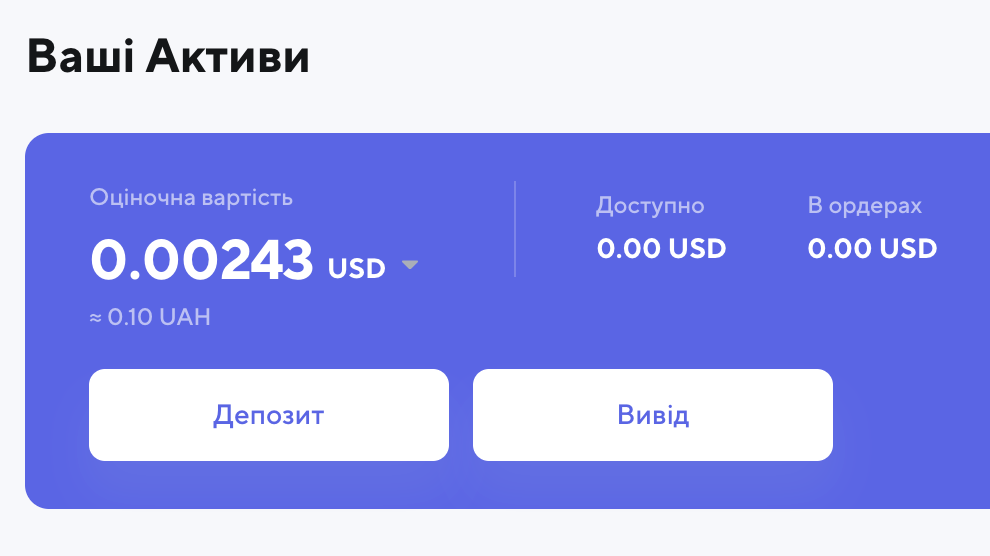 Ваші Активи
Оціночна вартість
0.00243 USD
≈ 0.10 UAH
Доступно
0.00 USD
В ордерах
0.00 USD
Депозит
Вивід